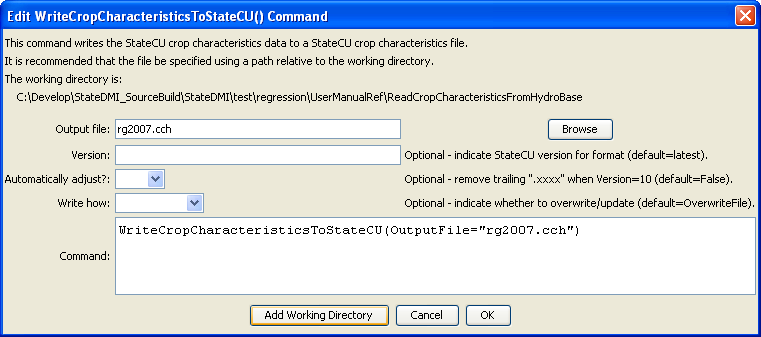 Edit WriteCropCharacteristicsToStateCU() Command
This command writes the StateCU crop characteristics data to a StateCU crop characteristics file.
It is recommended that the file be specified using a path relative to the working directory.
The working directory is:
C:\Develop\StateDMI_SourceBuild\StateDMI\test\regression\UserManualRef\ReadCropCharacteristicsFromHydroBase
Output file: rg2007.cch Browse
Version: Optional - indicate StateCU version for format (default=latest).
Automatically adjust?: Optional - remove trailing ".xxxx" when Version=10 (default=False).
Write how: Optional - indicate whether to overwrite/update (default=OverwriteFile).
Command: WriteCropCharacteristicsToStateCU(OutputFile="rg2007.cch")
Add Working Directory Cancel OK